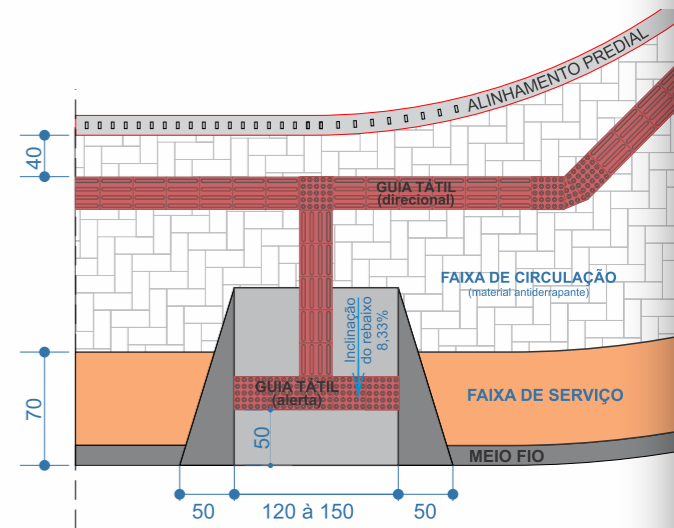 ALINHAMENTO PREDIAL
40
GUIA TÁTIL
(direcional)
FAIXA DE CIRCULAÇÃO
(material antiderrapante)
Inclinação
do rebaixo
8,33%
GUIA TÁTIL
(alerta)
FAIXA DE SERVIÇO
70
50
MEIO FIO
50
120 à 150
50